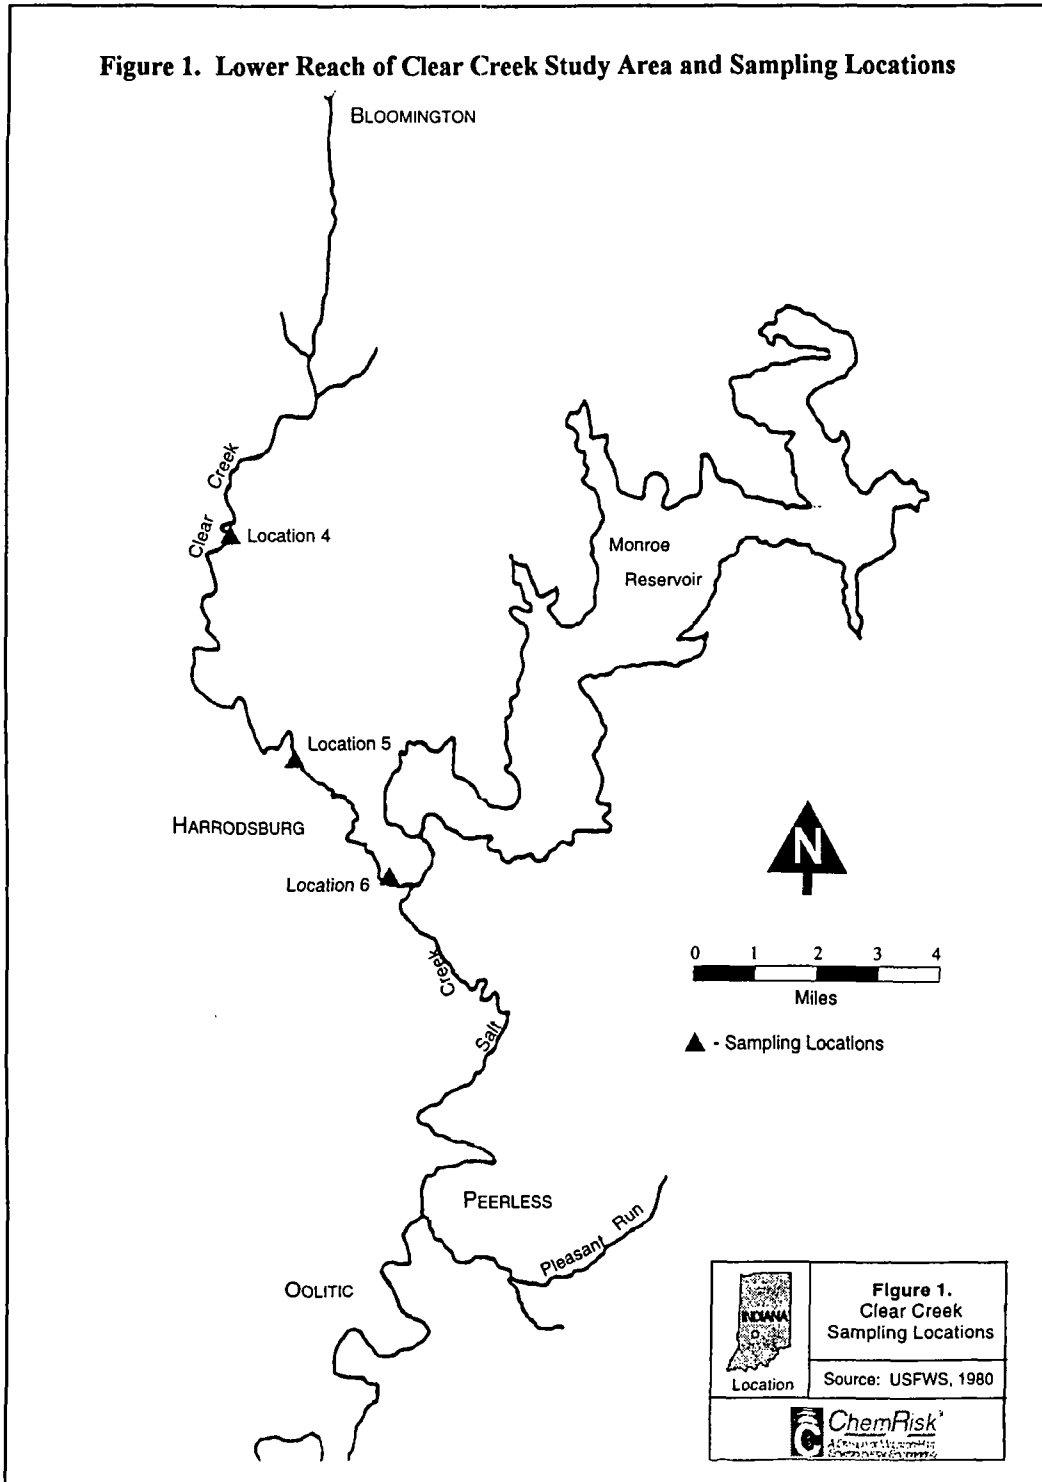 Figure 1. Lower Reach of Clear Creek Study Area and Sampling Locations
BLOOMINGTON
Clear Creek
Location 4
Monroe
Reservoir
Location 5
HARRODSBURG
Location 6
N
0 1 2 3 4
Miles
▲ - Sampling Locations
Salt Creek
PEERLESS
Pleasant Run
OOLITIC
INDIANA
Location
Figure 1.
Clear Creek
Sampling Locations
Source: USFWS, 1980
C
ChemRisk